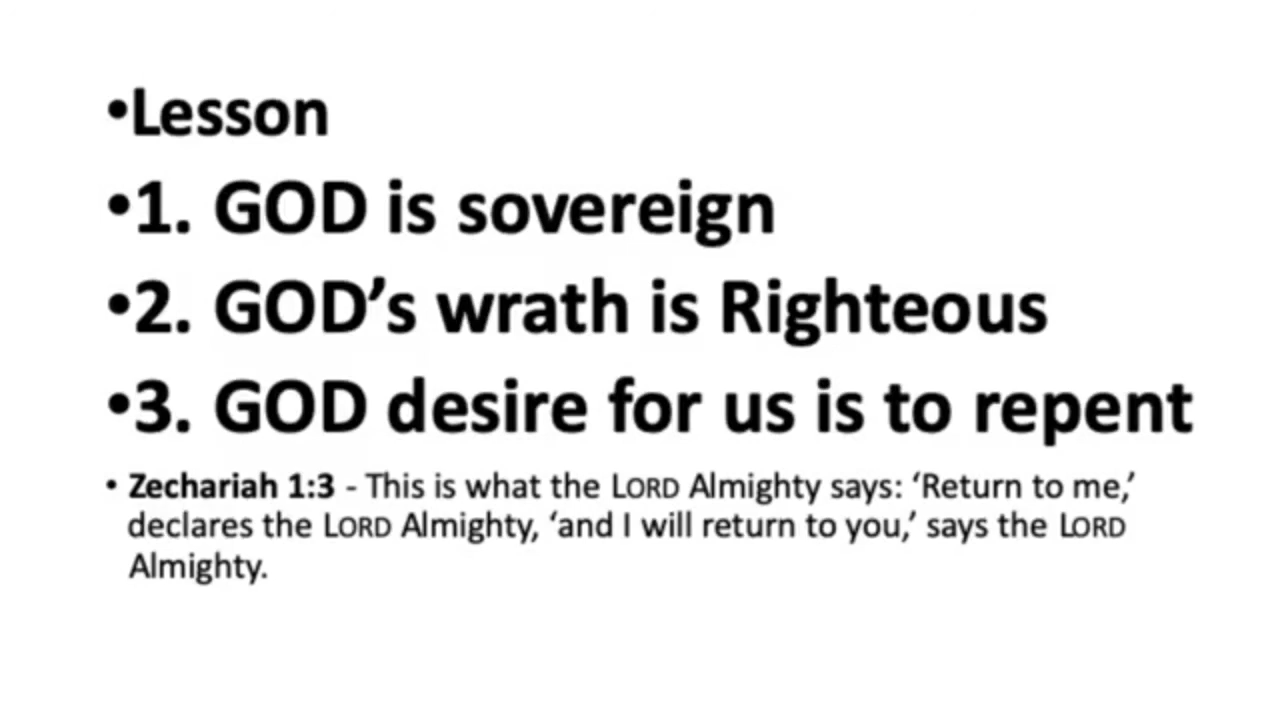 •Lesson
•1. GOD is sovereign
•2. GOD’s wrath is Righteous
•3. GOD desire for us is to repent
• Zechariah 1:3 - This is what the LORD Almighty says: ‘Return to me,’
declares the LORD Almighty, ‘and I will return to you,’ says the LORD
Almighty.